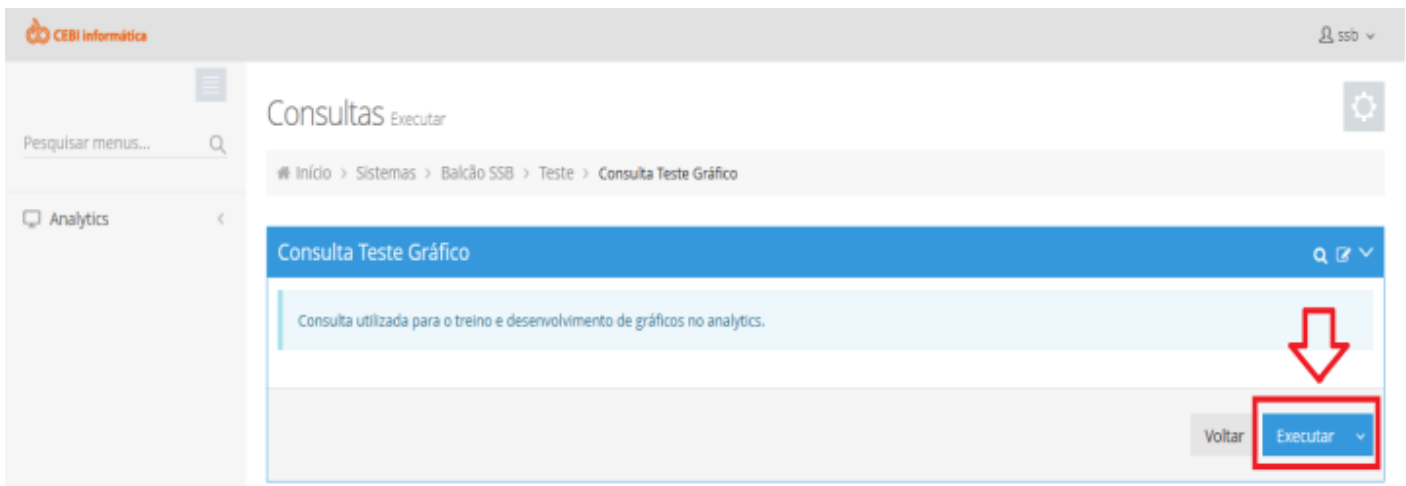 CEBI informática
ssb
Pesquisar menus...
Consultas Executar
Início > Sistemas > Balcão SSB > Teste > Consulta Teste Gráfico
Analytics
Consulta Teste Gráfico
Consulta utilizada para o treino e desenvolvimento de gráficos no analytics.
Voltar Executar